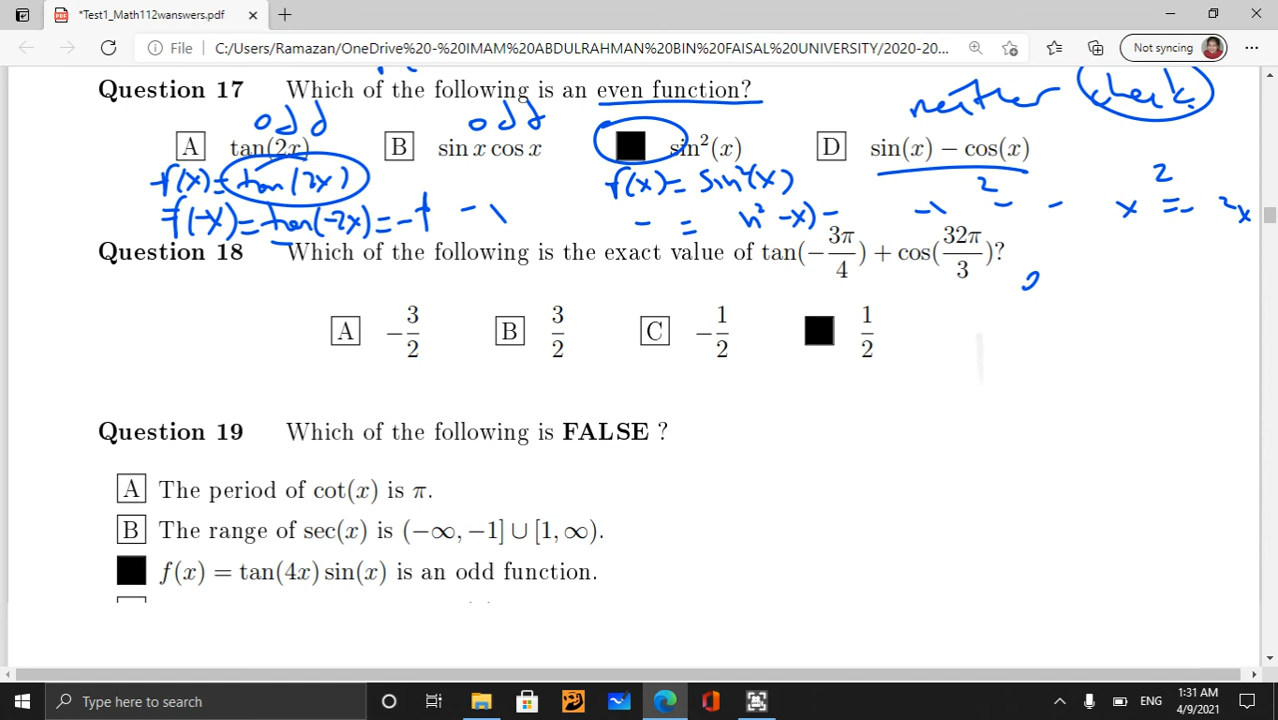 *Test1_Math112wanswers.pdf
File C:/Users/Ramazan/OneDrive%20-%20IMAM%20ABDULRAHMAN%20BIN%20FAISAL%20UNIVERSITY/2020-20... Not syncing
Question 17 Which of the following is an even function? neither check
odd odd
A tan(2x) B sin x cos x sin²(x) D sin(x) − cos(x)
f(x)= tan(2x) f(x)= sin²(x)
f(-x)= tan(-2x)=-
Question 18 Which of the following is the exact value of tan(−3π/4) + cos(32π/3)?
A −3/2 B 3/2 C −1/2 1/2
Question 19 Which of the following is FALSE ?
A The period of cot(x) is π.
B The range of sec(x) is (−∞, −1] ∪ [1, ∞).
f(x) = tan(4x) sin(x) is an odd function.
Type here to search ENG 1:31 AM
4/9/2021